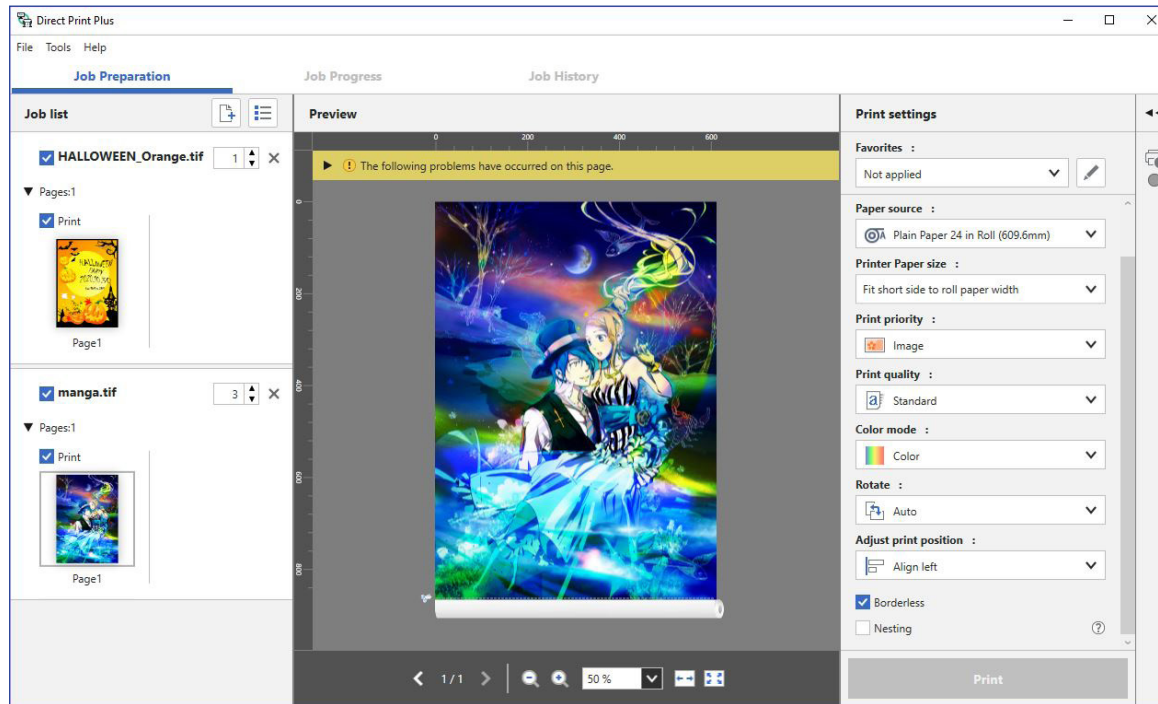 Direct Print Plus
File Tools Help
Job Preparation
Job Progress
Job History
Job list
HALLOWEEN_Orange.tif
1
Pages:1
Print
HALLOWEEN
Page1
manga.tif
3
Pages:1
Print
Page1
Preview
0 200 400 600
The following problems have occurred on this page.
0
200
400
600
800
1/1
50 %
Print settings
Favorites :
Not applied
Paper source :
Plain Paper 24 in Roll (609.6mm)
Printer Paper size :
Fit short side to roll paper width
Print priority :
Image
Print quality :
Standard
Color mode :
Color
Rotate :
Auto
Adjust print position :
Align left
Borderless
Nesting
Print